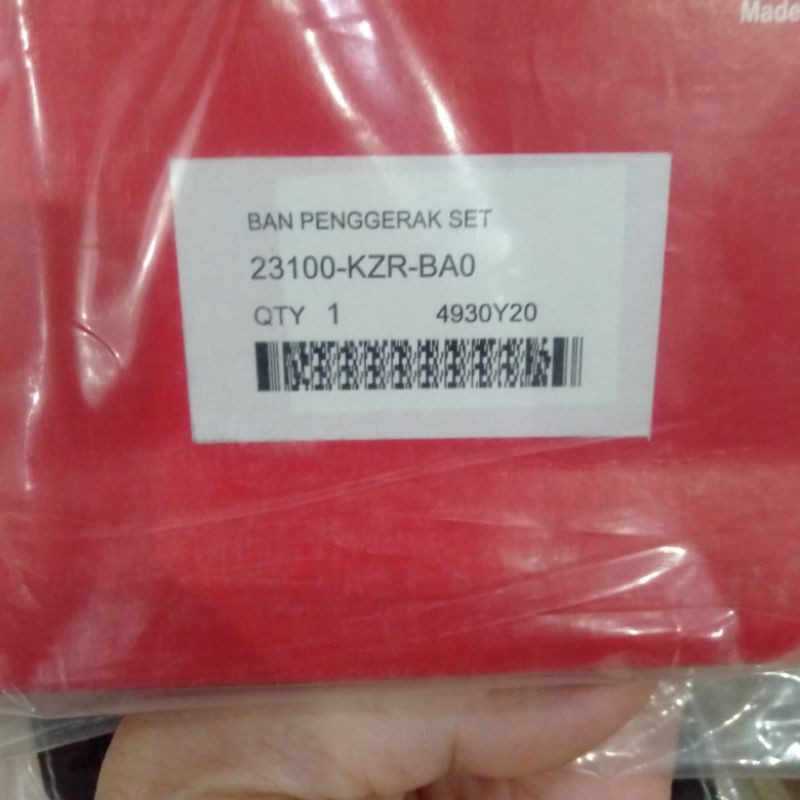 Made
BAN PENGGERAK SET
23100-KZR-BA0
QTY 1 4930Y20